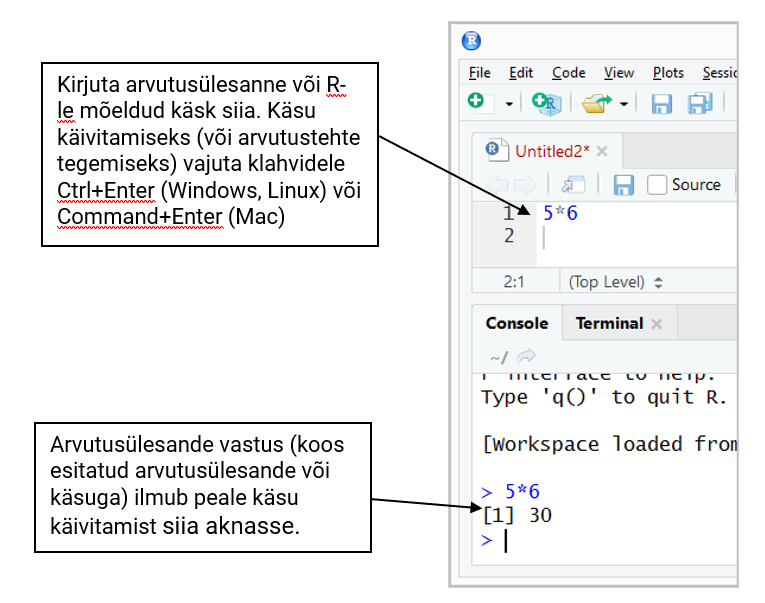 Kirjuta arvutusülesanne või R-
le mõeldud käsk siia. Käsu
käivitamiseks (või arvutustehte
tegemiseks) vajuta klahvidele
Ctrl+Enter (Windows, Linux) või
Command+Enter (Mac)
Arvutusülesande vastus (koos
esitatud arvutusülesande või
käsuga) ilmub peale käsu
käivitamist siia aknasse.
R
File Edit Code View Plots Sessio
R Untitled2*
Source
1 5*6
2
2:1 (Top Level)
Console Terminal
~/
r interface to help.
Type 'q()' to quit R.
[Workspace loaded from
> 5*6
[1] 30
>